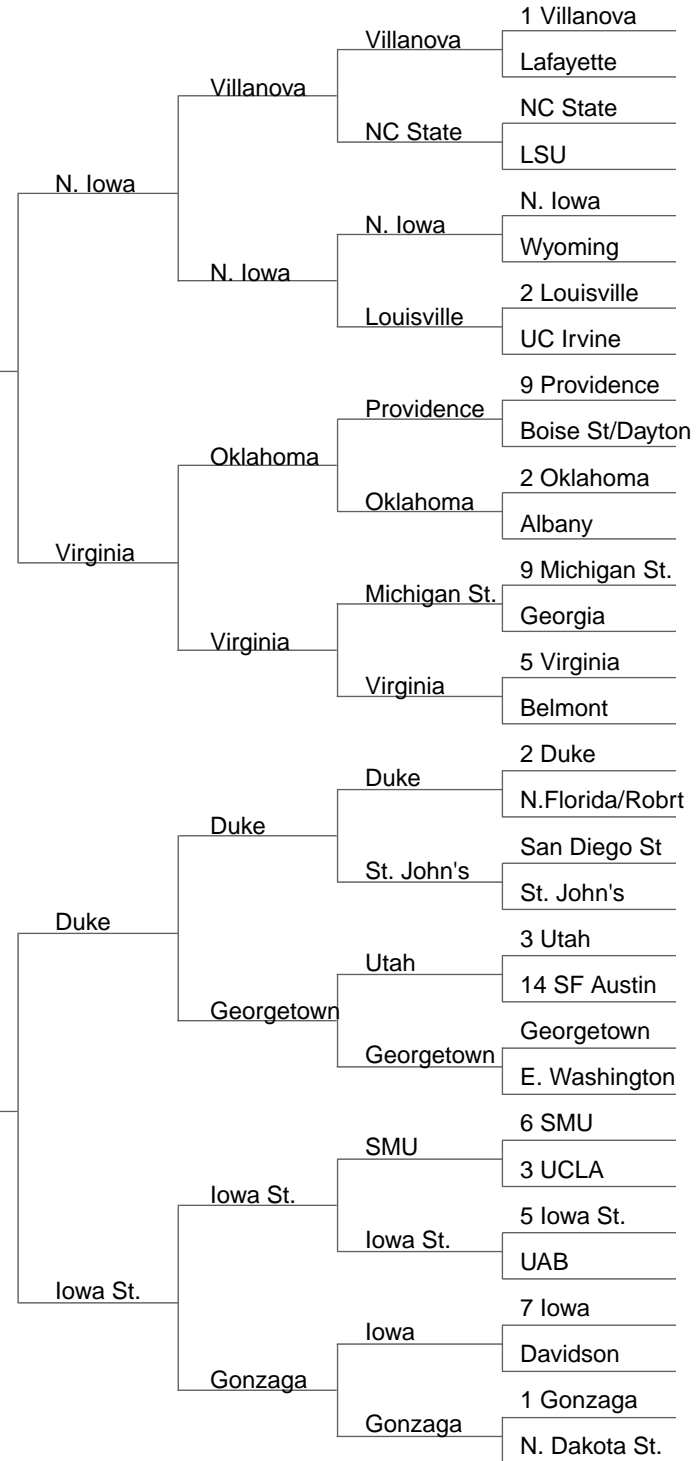 1 Villanova
Villanova
Lafayette
Villanova
NC State
NC State
LSU
N. Iowa
N. Iowa
N. Iowa
Wyoming
N. Iowa
2 Louisville
Louisville
UC Irvine
9 Providence
Providence
Boise St/Dayton
Oklahoma
2 Oklahoma
Oklahoma
Albany
Virginia
9 Michigan St.
Michigan St.
Georgia
Virginia
5 Virginia
Virginia
Belmont
2 Duke
Duke
N.Florida/Robrt
Duke
San Diego St
St. John's
St. John's
Duke
3 Utah
Utah
14 SF Austin
Georgetown
Georgetown
Georgetown
E. Washington
6 SMU
SMU
3 UCLA
Iowa St.
5 Iowa St.
Iowa St.
UAB
Iowa St.
7 Iowa
Iowa
Davidson
Gonzaga
1 Gonzaga
Gonzaga
N. Dakota St.